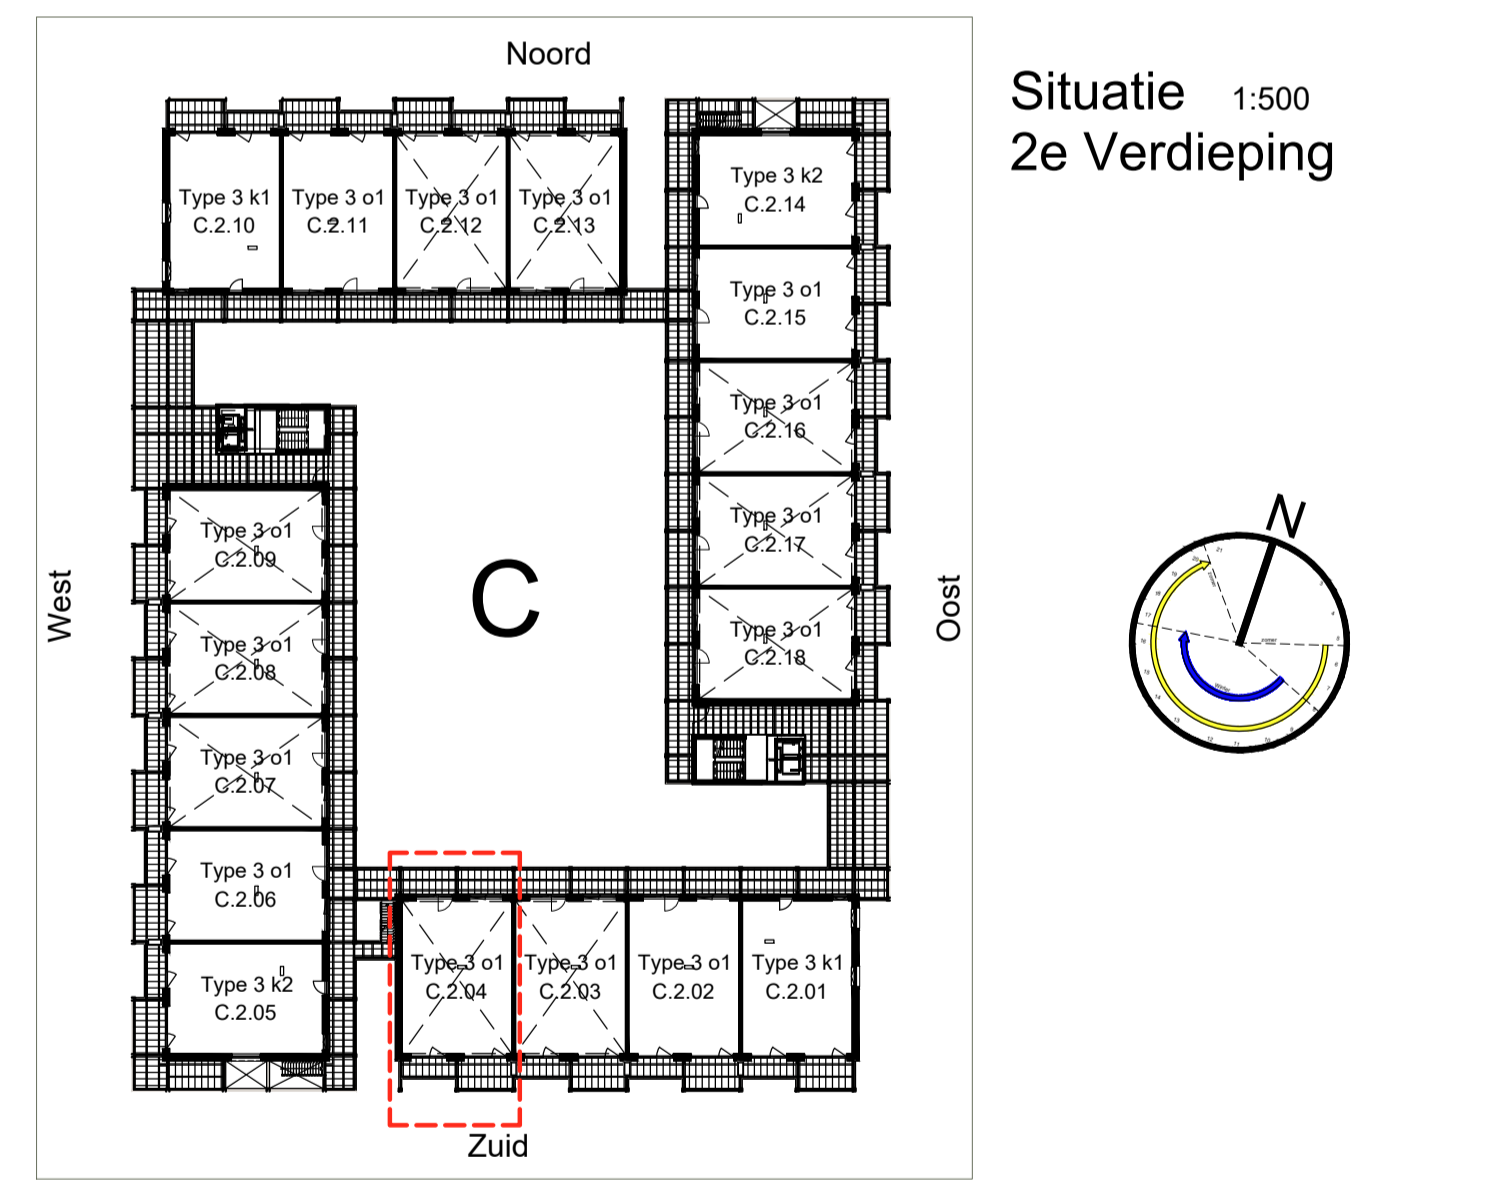 Noord
Situatie 1:500
2e Verdieping
Type 3 k1
C.2.10
Type 3 o1
C.2.11
Type 3 o1
C.2.12
Type 3 o1
C.2.13
Type 3 k2
C.2.14
Type 3 o1
C.2.15
Type 3 o1
C.2.16
Type 3 o1
C.2.17
Type 3 o1
C.2.18
Type 3 o1
C.2.09
Type 3 o1
C.2.08
Type 3 o1
C.2.07
Type 3 o1
C.2.06
Type 3 k2
C.2.05
West
C
Oost
N
zomer
winter
Type 3 o1
C.2.04
Type 3 o1
C.2.03
Type 3 o1
C.2.02
Type 3 k1
C.2.01
Zuid